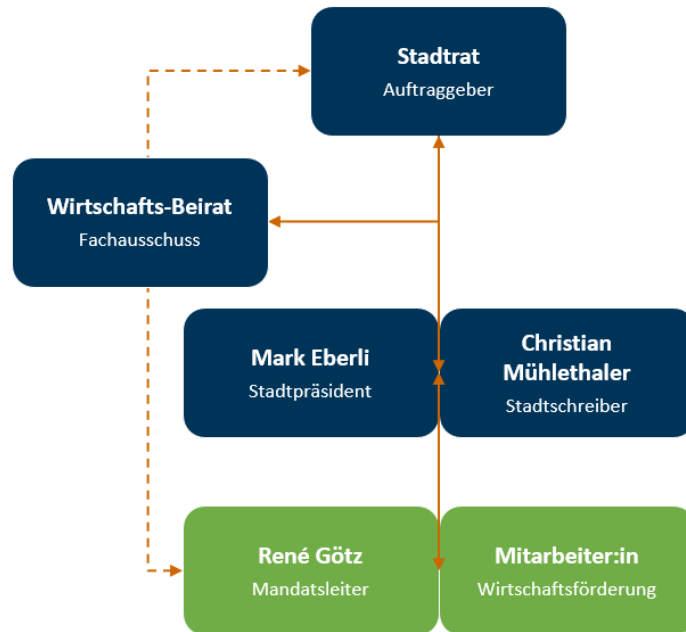 Stadtrat
Auftraggeber
Wirtschafts-Beirat
Fachausschuss
Mark Eberli
Stadtpräsident
Christian
Mühlethaler
Stadtschreiber
René Götz
Mandatsleiter
Mitarbeiter:in
Wirtschaftsförderung